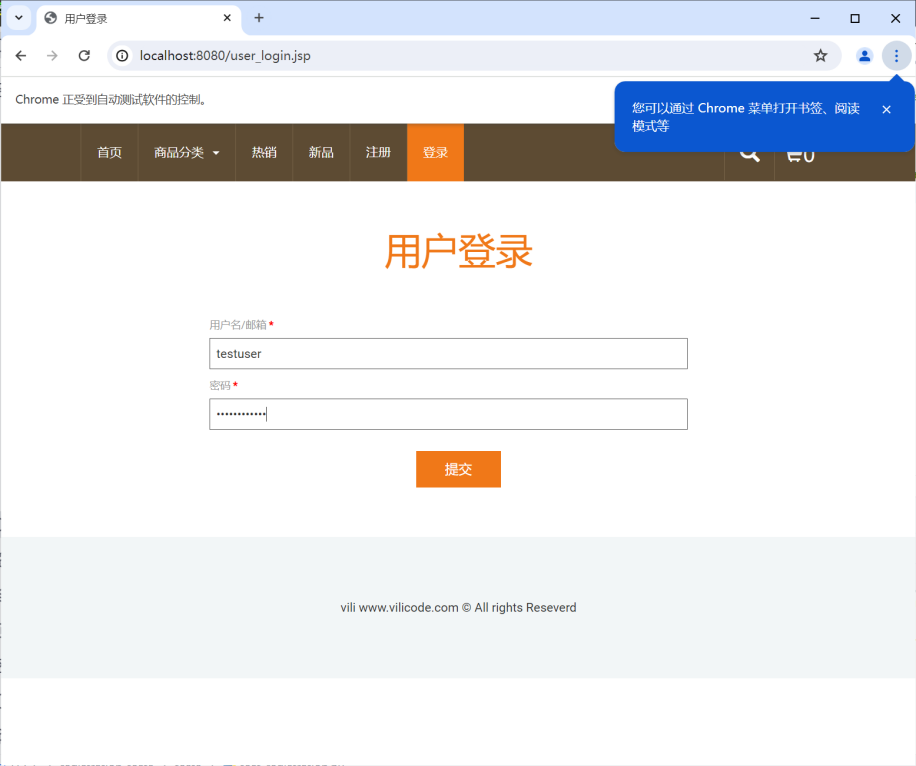 用户登录
localhost:8080/user_login.jsp
Chrome 正受到自动测试软件的控制。
您可以通过 Chrome 菜单打开书签、阅读
模式等
首页 商品分类 热销 新品 注册 登录 0
用户登录
用户名/邮箱 *
testuser
密码 *
••••••••••••
提交
vili www.vilicode.com © All rights Reseverd